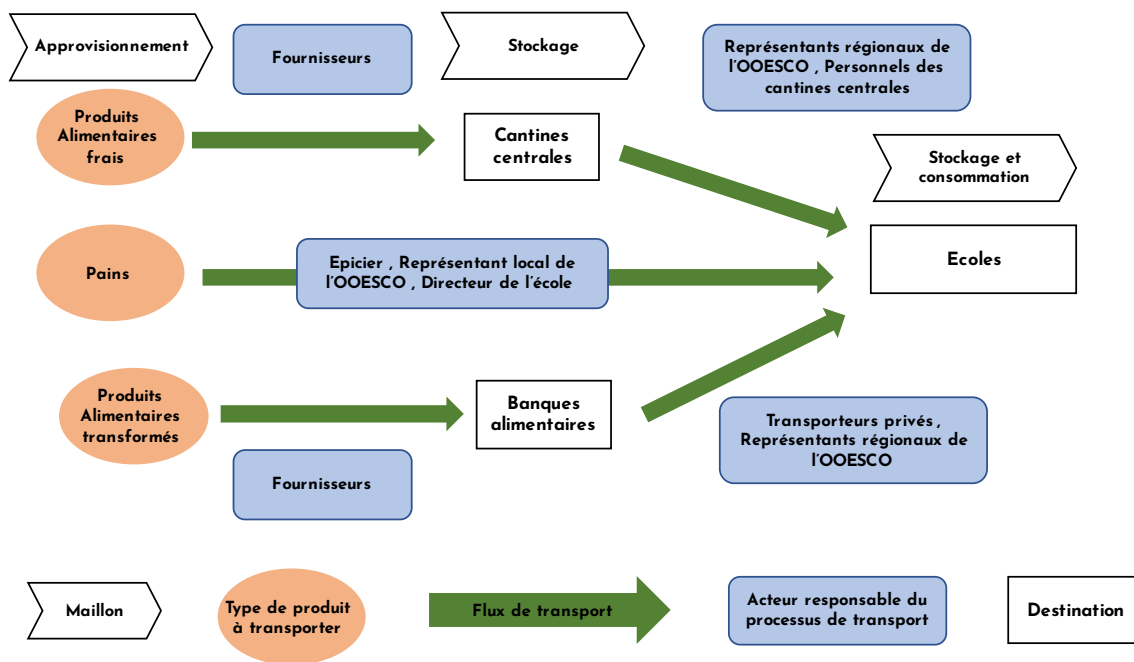 Approvisionnement
Fournisseurs
Stockage
Représentants régionaux de
l'OOESCO , Personnels des
cantines centrales
Produits
Alimentaires
frais
Cantines
centrales
Stockage et
consommation
Pains
Epicier , Représentant local de
l'OOESCO , Directeur de l'école
Ecoles
Produits
Alimentaires
transformés
Banques
alimentaires
Transporteurs privés ,
Représentants régionaux de
l'OOESCO
Fournisseurs
Maillon
Type de produit
à transporter
Flux de transport
Acteur responsable du
processus de transport
Destination